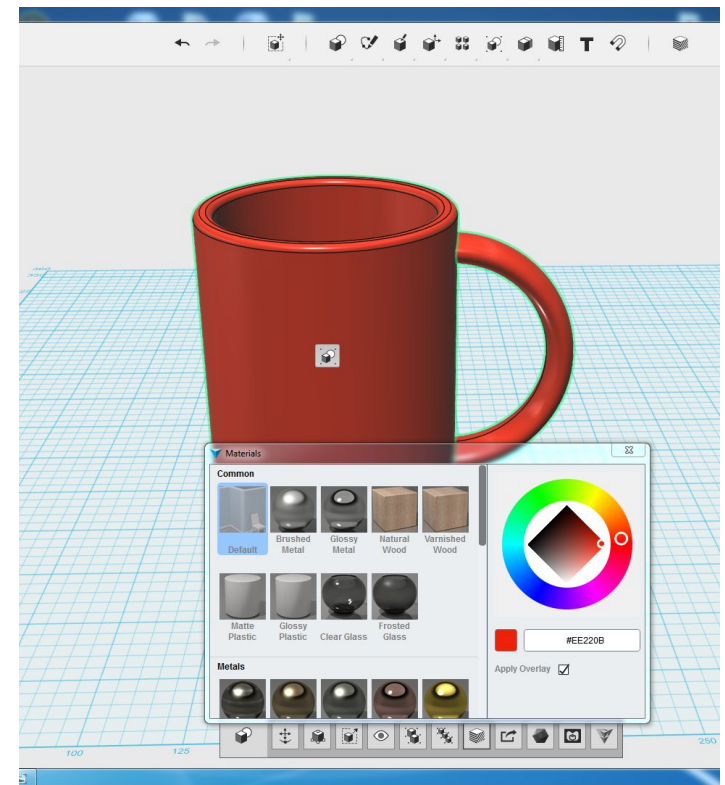 Materials
Common
Default
Brushed
Metal
Glossy
Metal
Natural
Wood
Varnished
Wood
Matte
Plastic
Glossy
Plastic
Clear Glass
Frosted
Glass
#EE220B
Apply Overlay
Metals
100
125
250